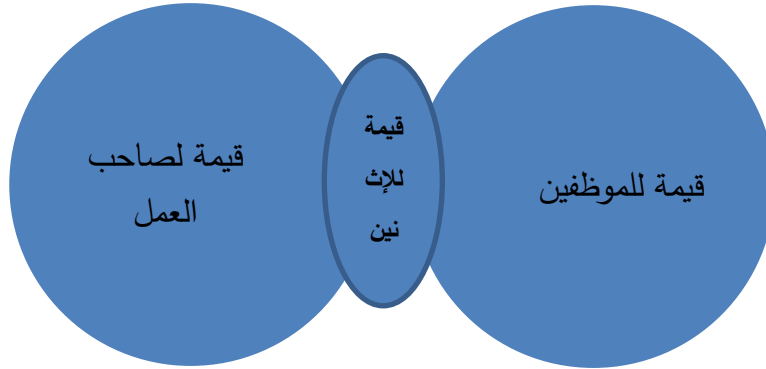 قيمة للموظفين
قيمة
للإث
نين
قيمة لصاحب
العمل